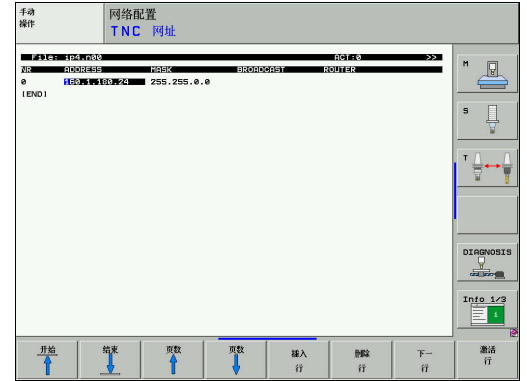 手动
操作
网络配置
TNC 网址
File: ip4.n00 ACT:0 >>
NR ADDRESS MASK BROADCAST ROUTER
0 160.1.180.24 255.255.0.0
[END]
M
S
T
DIAGNOSIS
Info 1/3
开始
结束
页数
页数
插入
行
删除
行
下一
行
激活
行